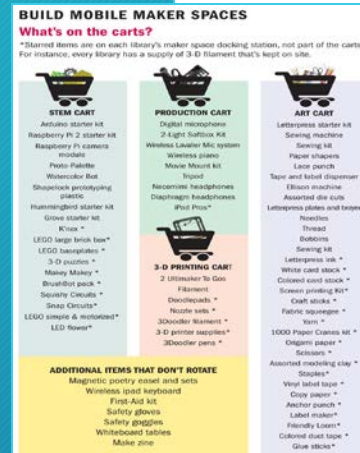 BUILD MOBILE MAKER SPACES
What's on the carts?
*Starred items are on each library's maker space docking station, not part of the carts.
For instance, every library has a supply of 3-D filament that's kept on site.
STEM CART
Arduino starter kit
Raspberry Pi 2 starter kit
Raspberry Pi camera
module
Proto-Palette
Watercolor Bot
Shapelock prototyping
plastic
Hummingbird starter kit
Grove starter kit
K'nox *
LEGO large brick box*
LEGO baseplates *
3-D puzzles *
Makey Makey *
BrushBot pack *
Squishy Circuits *
Snap Circuits*
LEGO simple & motorized*
LED flower*
PRODUCTION CART
Digital microphone
2-Light Softbox Kit
Wireless Lavalier Mic system
Wireless piano
Movie Mount kit
Tripod
Necomimi headphones
Diaphragm headphones
iPad Pros*
3-D PRINTING CART
2 Ultimaker To Gos
Filament
Doodlepads *
Nozzle sets *
3Doodler filament *
3-D printer supplies*
3Doodler pens *
ART CART
Letterpress starter kit
Sewing machine
Sewing kit
Paper shapers
Lace punch
Tape and label dispenser
Ellison machine
Assorted die cuts
Letterpress plates and
Needles
Thread
Bobbins
Sewing kit
Letterpress ink *
White card stock *
Colored card stock *
Screen printing Kit*
Craft sticks *
Fabric squeegee *
Yarn *
1000 Paper Cranes kit *
Origami paper *
Scissors *
Assorted modeling clay *
Staples*
Vinyl label tape *
Copy paper *
Anchor punch *
Label maker*
Friendly Loom*
Colored duct tape *
Glue sticks*
ADDITIONAL ITEMS THAT DON'T ROTATE
Magnetic poetry easel and sets
Wireless ipad keyboard
First-Aid kit
Safety gloves
Safety goggles
Whiteboard tables
Make zine